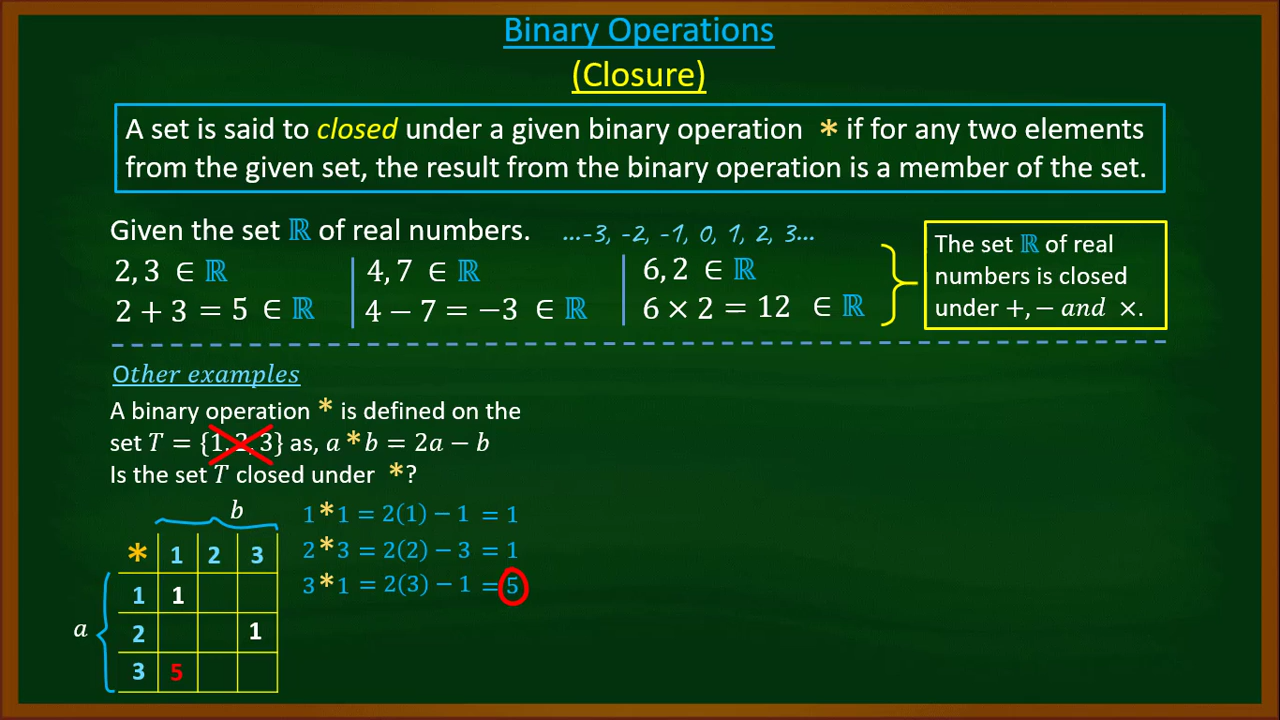 Binary Operations
(Closure)
A set is said to closed under a given binary operation * if for any two elements
from the given set, the result from the binary operation is a member of the set.
Given the set ℝ of real numbers. ...-3, -2, -1, 0, 1, 2, 3...
2, 3 ∈ ℝ
2 + 3 = 5 ∈ ℝ
4, 7 ∈ ℝ
4 − 7 = −3 ∈ ℝ
6, 2 ∈ ℝ
6 × 2 = 12 ∈ ℝ
The set ℝ of real
numbers is closed
under +, − and ×.
Other examples
A binary operation * is defined on the
set T = {1, 2, 3} as, a * b = 2a − b
Is the set T closed under *?
b
* 1 2 3
1 1
a 2 1
3 5
1 * 1 = 2(1) − 1 = 1
2 * 3 = 2(2) − 3 = 1
3 * 1 = 2(3) − 1 = 5